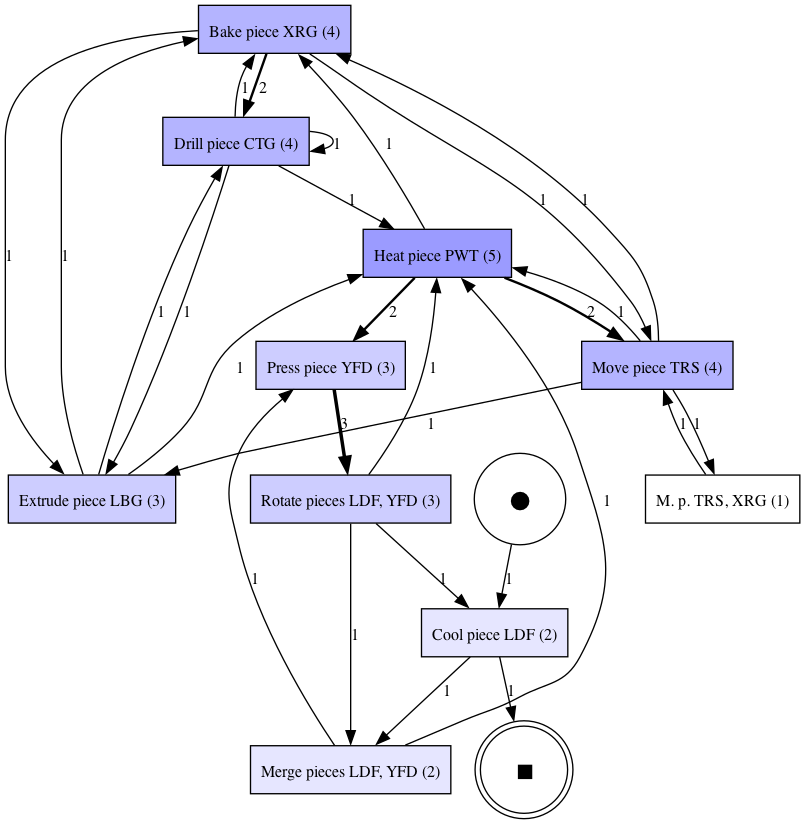 Bake piece XRG (4)
1
2
Drill piece CTG (4)
1
1
1
1
1
1
1
Heat piece PWT (5)
1
1
2
2
1
Press piece YFD (3)
1
1
Move piece TRS (4)
3
1
1
1
Extrude piece LBG (3)
Rotate pieces LDF, YFD (3)
1
M. p. TRS, XRG (1)
1
1
1
Cool piece LDF (2)
1
1
1
Merge pieces LDF, YFD (2)